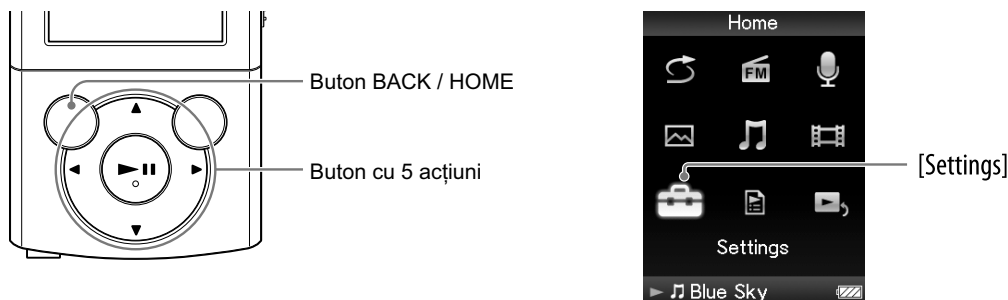 Home
FM
Buton BACK / HOME
[Settings]
Buton cu 5 acțiuni
Settings
Blue Sky